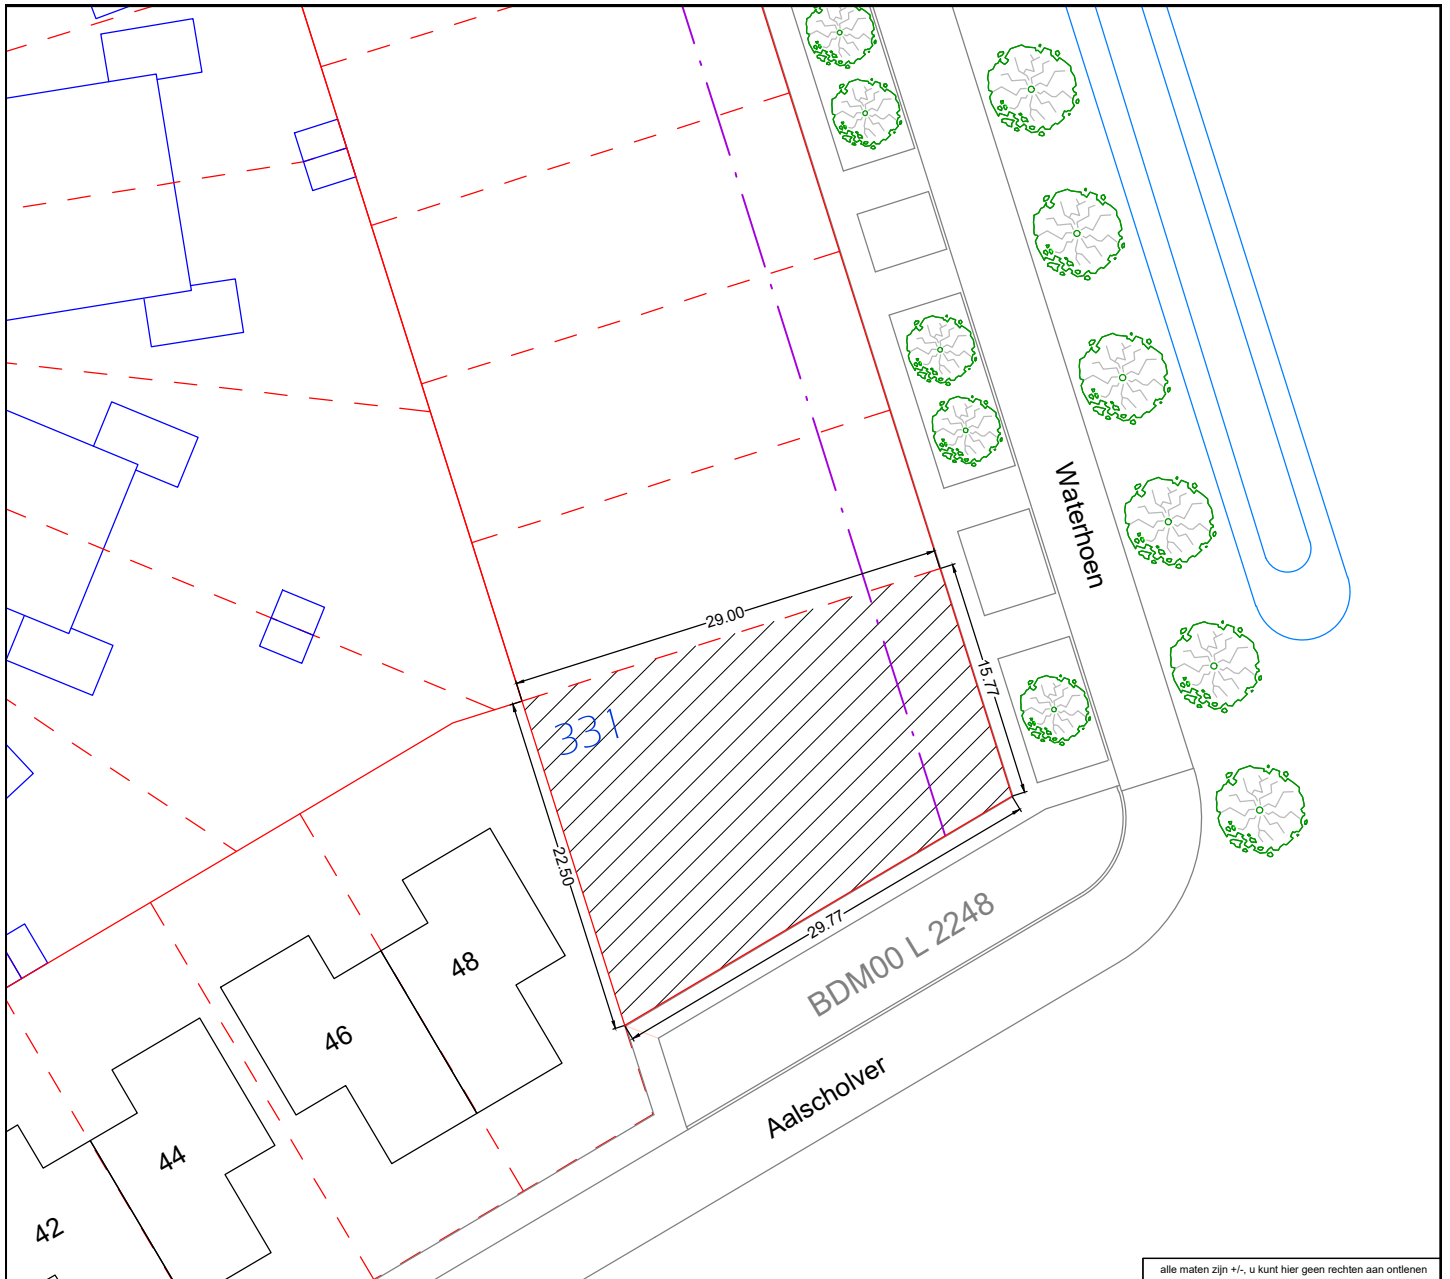 Waterhoen
29.00
15.77
331
22.50
29.77
BDM00 L 2248
48
46
Aalscholver
44
42
alle maten zijn +/-, u kunt hier geen rechten aan ontlenen